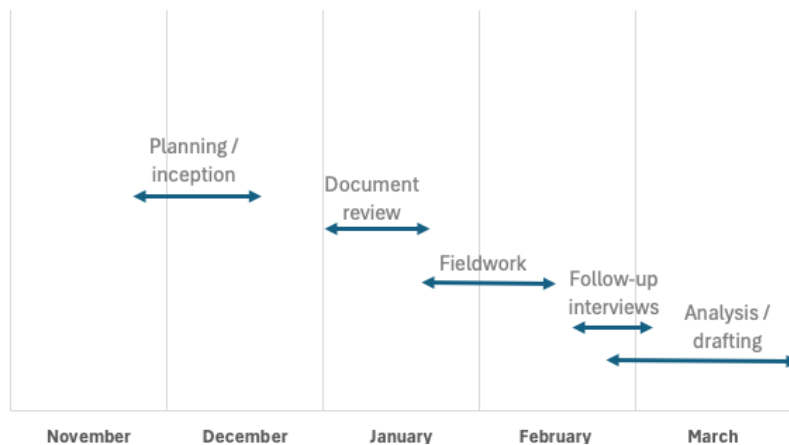 Planning /
inception
Document
review
Fieldwork
Follow-up
interviews
Analysis /
drafting
November
December
January
February
March